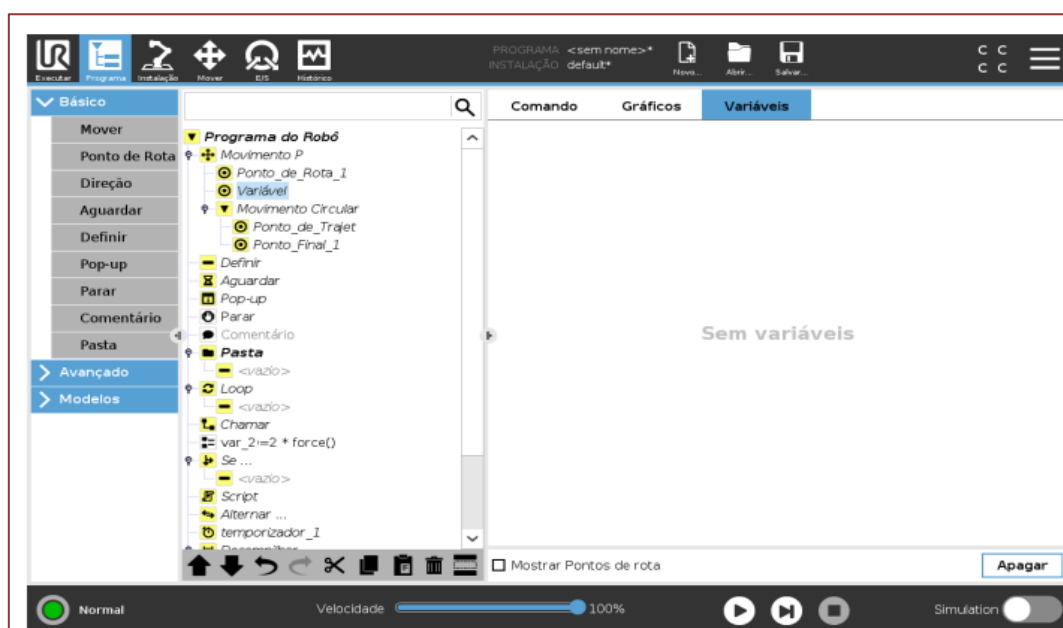 PROGRAMA <sem nome>*
INSTALAÇÃO default*
UR
Executar Programa Instalação Mover E/S Histórico
Novo... Abrir... Salvar...
C C
C C
Básico
Mover
Ponto de Rota
Direção
Aguardar
Definir
Pop-up
Parar
Comentário
Pasta
Avançado
Modelos
Programa do Robô
Movimento P
Ponto_de_Rota_1
Variável
Movimento Circular
Ponto_de_Trajet
Ponto_Final_1
Definir
Aguardar
Pop-up
Parar
Comentário
Pasta
<vazio>
Loop
<vazio>
Chamar
var_2:=2 * force()
Se ...
<vazio>
Script
Alternar ...
temporizador_1
Comando Gráficos Variáveis
Sem variáveis
Mostrar Pontos de rota
Apagar
Normal
Velocidade 100%
Simulation